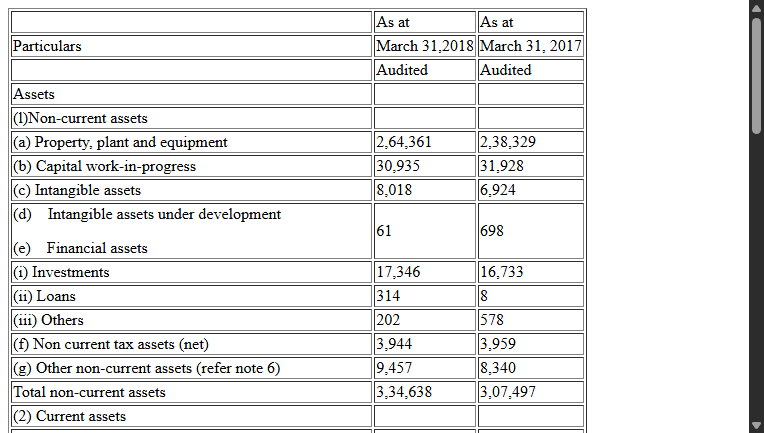 As at As at
Particulars March 31,2018 March 31, 2017
Audited Audited
Assets
(l)Non-current assets
(a) Property, plant and equipment 2,64,361 2,38,329
(b) Capital work-in-progress 30,935 31,928
(c) Intangible assets 8,018 6,924
(d) Intangible assets under development
61 698
(e) Financial assets
(i) Investments 17,346 16,733
(ii) Loans 314 8
(iii) Others 202 578
(f) Non current tax assets (net) 3,944 3,959
(g) Other non-current assets (refer note 6) 9,457 8,340
Total non-current assets 3,34,638 3,07,497
(2) Current assets